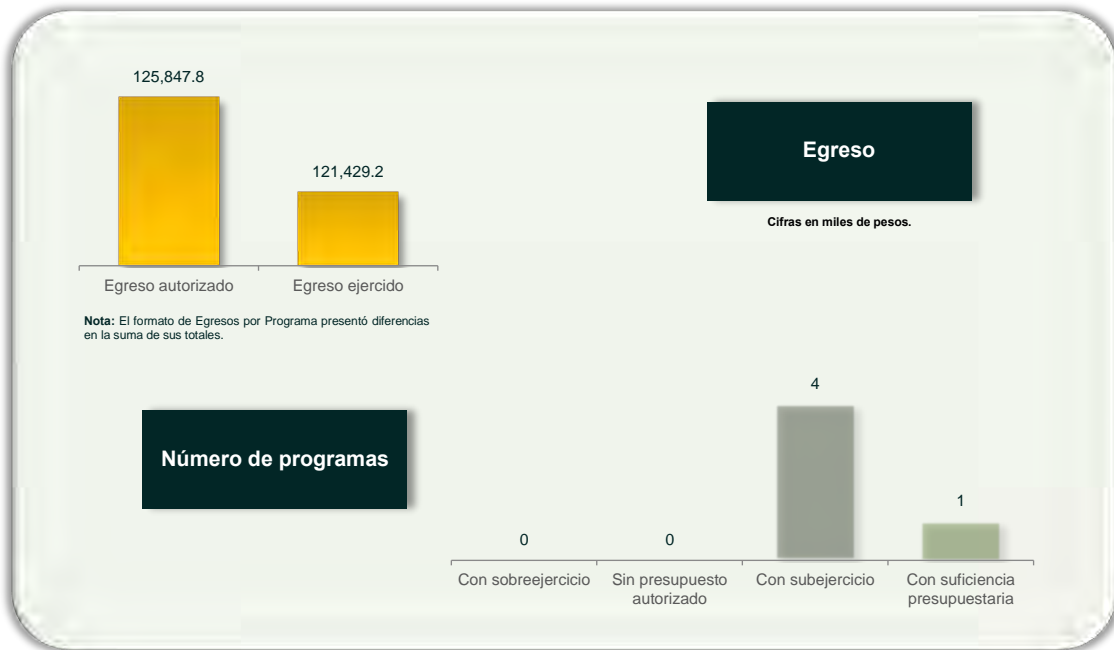 125,847.8
121,429.2
Egreso autorizado
Egreso ejercido
Nota: El formato de Egresos por Programa presentó diferencias
en la suma de sus totales.
Egreso
Cifras en miles de pesos.
Número de programas
0
0
4
1
Con sobreejercicio
Sin presupuesto
autorizado
Con subejercicio
Con suficiencia
presupuestaria